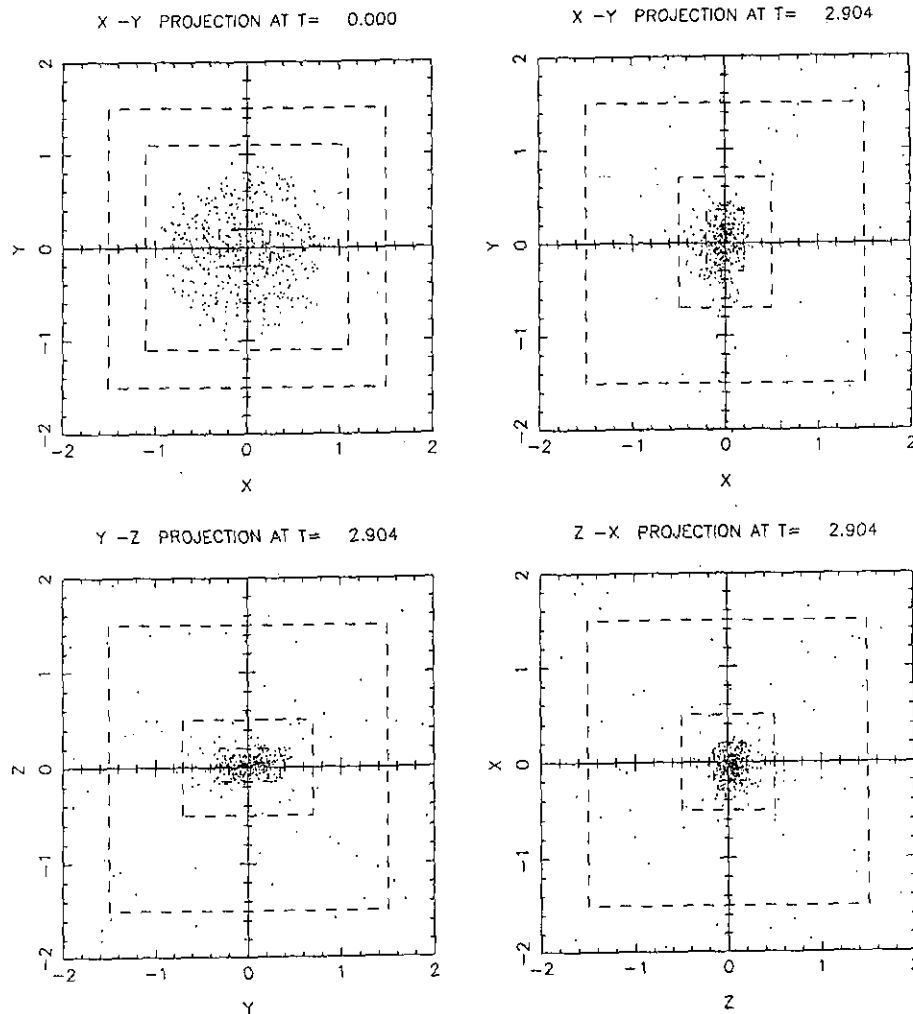 X -Y PROJECTION AT T= 0.000
X -Y PROJECTION AT T= 2.904
2
1
0
-1
-2
Y
-2 -1 0 1 2
X
2
1
0
-1
-2
Y
-2 -1 0 1 2
X
Y -Z PROJECTION AT T= 2.904
Z -X PROJECTION AT T= 2.904
2
1
0
-1
-2
Z
-2 -1 0 1 2
Y
2
1
0
-1
-2
X
-2 -1 0 1 2
Z